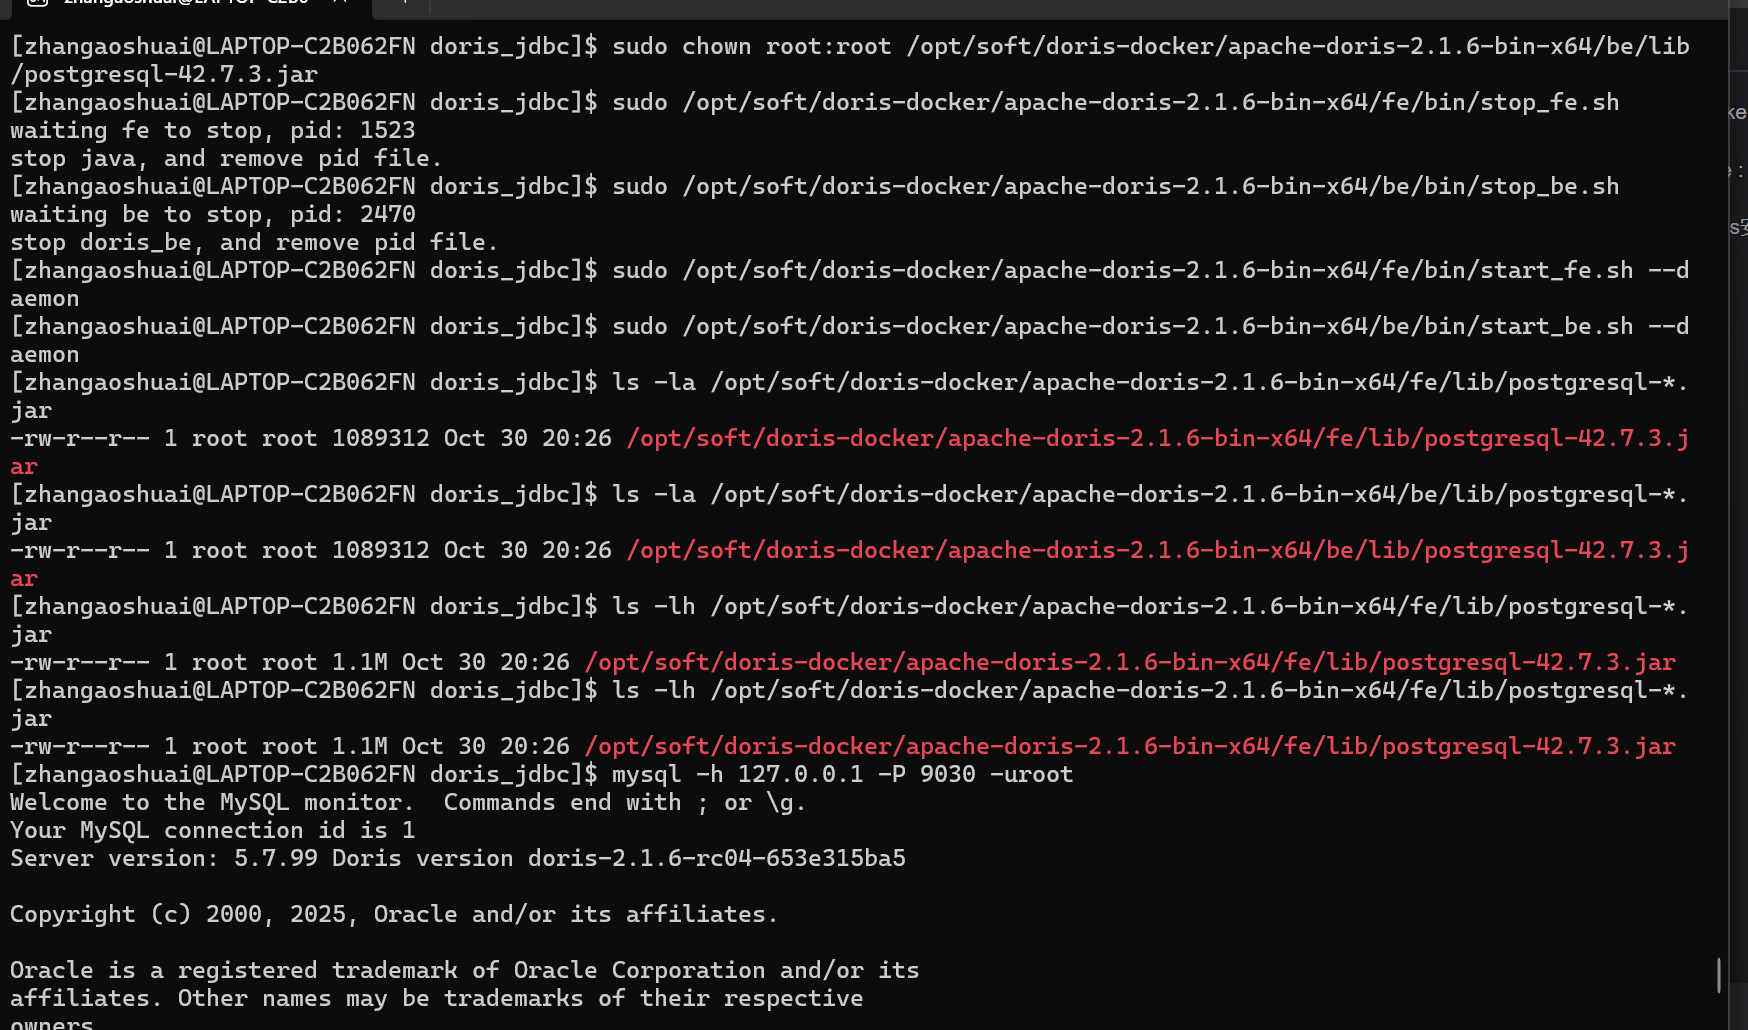 zhangaoshuai@LAPTOP-C2B0
[zhangaoshuai@LAPTOP-C2B062FN doris_jdbc]$ sudo chown root:root /opt/soft/doris-docker/apache-doris-2.1.6-bin-x64/be/lib
/postgresql-42.7.3.jar
[zhangaoshuai@LAPTOP-C2B062FN doris_jdbc]$ sudo /opt/soft/doris-docker/apache-doris-2.1.6-bin-x64/fe/bin/stop_fe.sh
waiting fe to stop, pid: 1523
stop java, and remove pid file.
[zhangaoshuai@LAPTOP-C2B062FN doris_jdbc]$ sudo /opt/soft/doris-docker/apache-doris-2.1.6-bin-x64/be/bin/stop_be.sh
waiting be to stop, pid: 2470
stop doris_be, and remove pid file.
[zhangaoshuai@LAPTOP-C2B062FN doris_jdbc]$ sudo /opt/soft/doris-docker/apache-doris-2.1.6-bin-x64/fe/bin/start_fe.sh --d
aemon
[zhangaoshuai@LAPTOP-C2B062FN doris_jdbc]$ sudo /opt/soft/doris-docker/apache-doris-2.1.6-bin-x64/be/bin/start_be.sh --d
aemon
[zhangaoshuai@LAPTOP-C2B062FN doris_jdbc]$ ls -la /opt/soft/doris-docker/apache-doris-2.1.6-bin-x64/fe/lib/postgresql-*.
jar
-rw-r--r-- 1 root root 1089312 Oct 30 20:26 /opt/soft/doris-docker/apache-doris-2.1.6-bin-x64/fe/lib/postgresql-42.7.3.j
ar
[zhangaoshuai@LAPTOP-C2B062FN doris_jdbc]$ ls -la /opt/soft/doris-docker/apache-doris-2.1.6-bin-x64/be/lib/postgresql-*.
jar
-rw-r--r-- 1 root root 1089312 Oct 30 20:26 /opt/soft/doris-docker/apache-doris-2.1.6-bin-x64/be/lib/postgresql-42.7.3.j
ar
[zhangaoshuai@LAPTOP-C2B062FN doris_jdbc]$ ls -lh /opt/soft/doris-docker/apache-doris-2.1.6-bin-x64/fe/lib/postgresql-*.
jar
-rw-r--r-- 1 root root 1.1M Oct 30 20:26 /opt/soft/doris-docker/apache-doris-2.1.6-bin-x64/fe/lib/postgresql-42.7.3.jar
[zhangaoshuai@LAPTOP-C2B062FN doris_jdbc]$ ls -lh /opt/soft/doris-docker/apache-doris-2.1.6-bin-x64/fe/lib/postgresql-*.
jar
-rw-r--r-- 1 root root 1.1M Oct 30 20:26 /opt/soft/doris-docker/apache-doris-2.1.6-bin-x64/fe/lib/postgresql-42.7.3.jar
[zhangaoshuai@LAPTOP-C2B062FN doris_jdbc]$ mysql -h 127.0.0.1 -P 9030 -uroot
Welcome to the MySQL monitor.  Commands end with ; or \g.
Your MySQL connection id is 1
Server version: 5.7.99 Doris version doris-2.1.6-rc04-653e315ba5
Copyright (c) 2000, 2025, Oracle and/or its affiliates.
Oracle is a registered trademark of Oracle Corporation and/or its
affiliates. Other names may be trademarks of their respective
owners